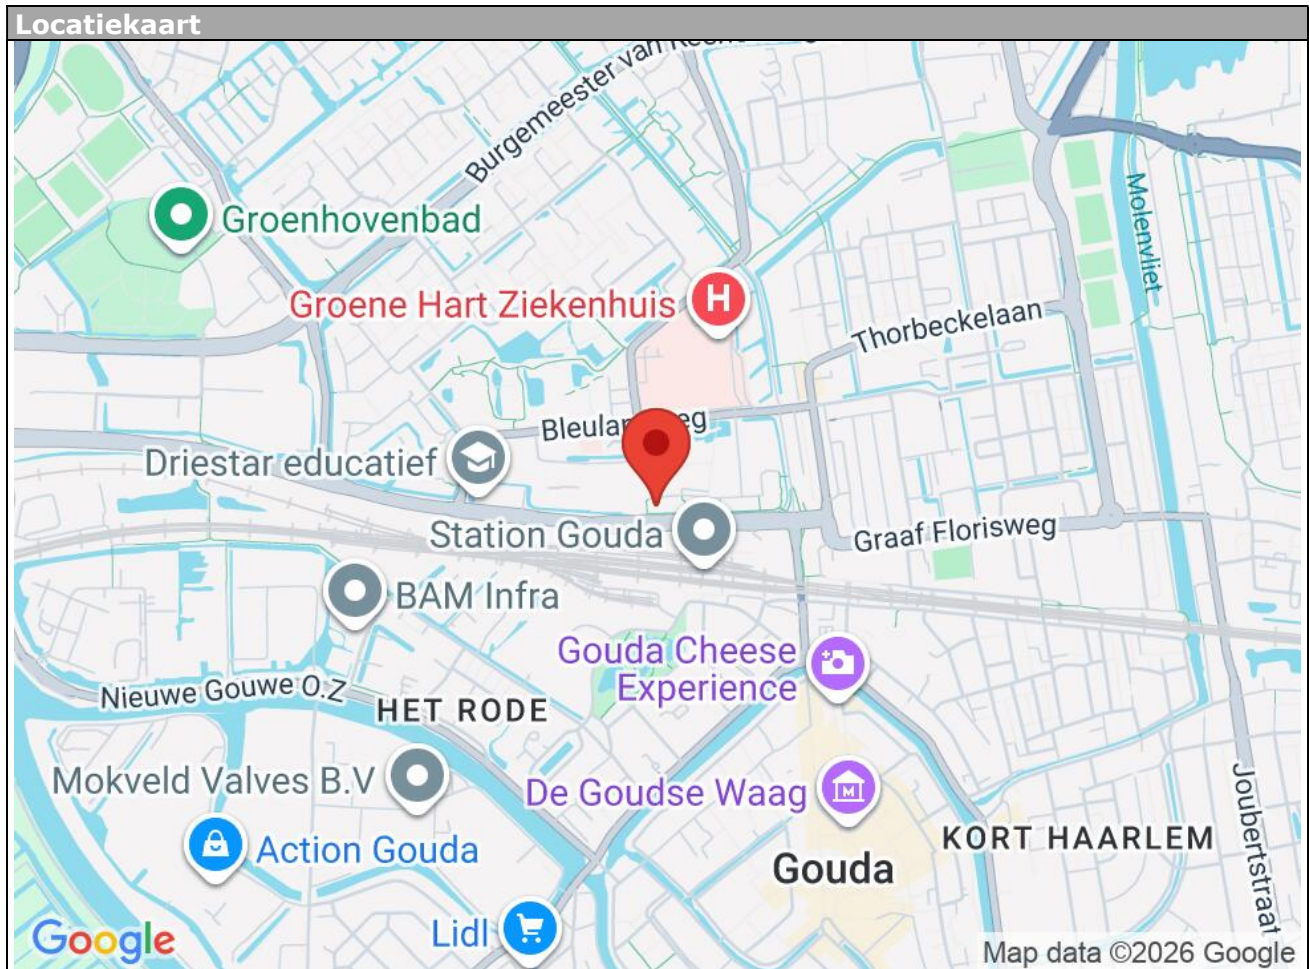 Locatiekaart
Burgemeester van
Groenhovenbad
Molenvliet
Groene Hart Ziekenhuis
H
Thorbeckelaan
Driestar educatief
Station Gouda
Graaf Florisweg
BAM Infra
Gouda Cheese
Experience
Nieuwe Gouwe O.Z
HET RODE
Mokveld Valves B.V
De Goudse Waag
M
Action Gouda
KORT HAARLEM
Joubertstraat
Gouda
Lidl
Google
Map data ©2026 Google